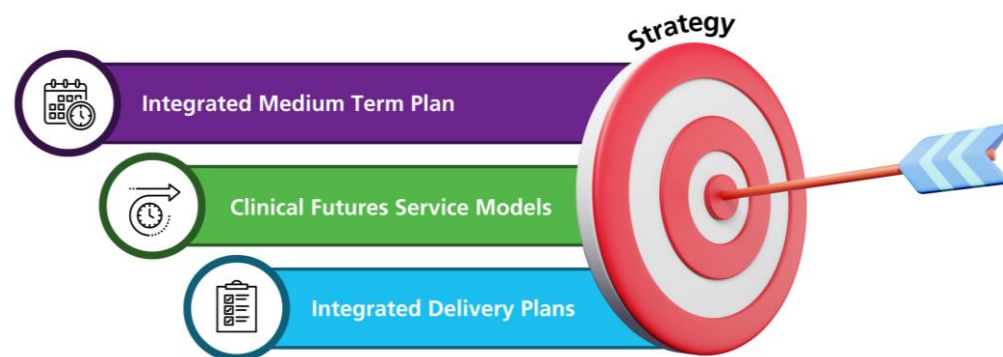 Strategy
Integrated Medium Term Plan
Clinical Futures Service Models
Integrated Delivery Plans